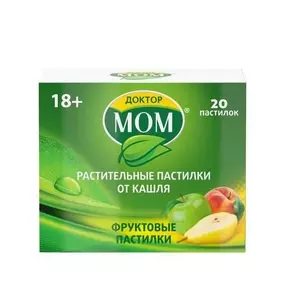 18+
ДОКТОР
МОМ®
20
пастилок
РАСТИТЕЛЬНЫЕ ПАСТИЛКИ
ОТ КАШЛЯ
ФРУКТОВЫЕ
ПАСТИЛКИ